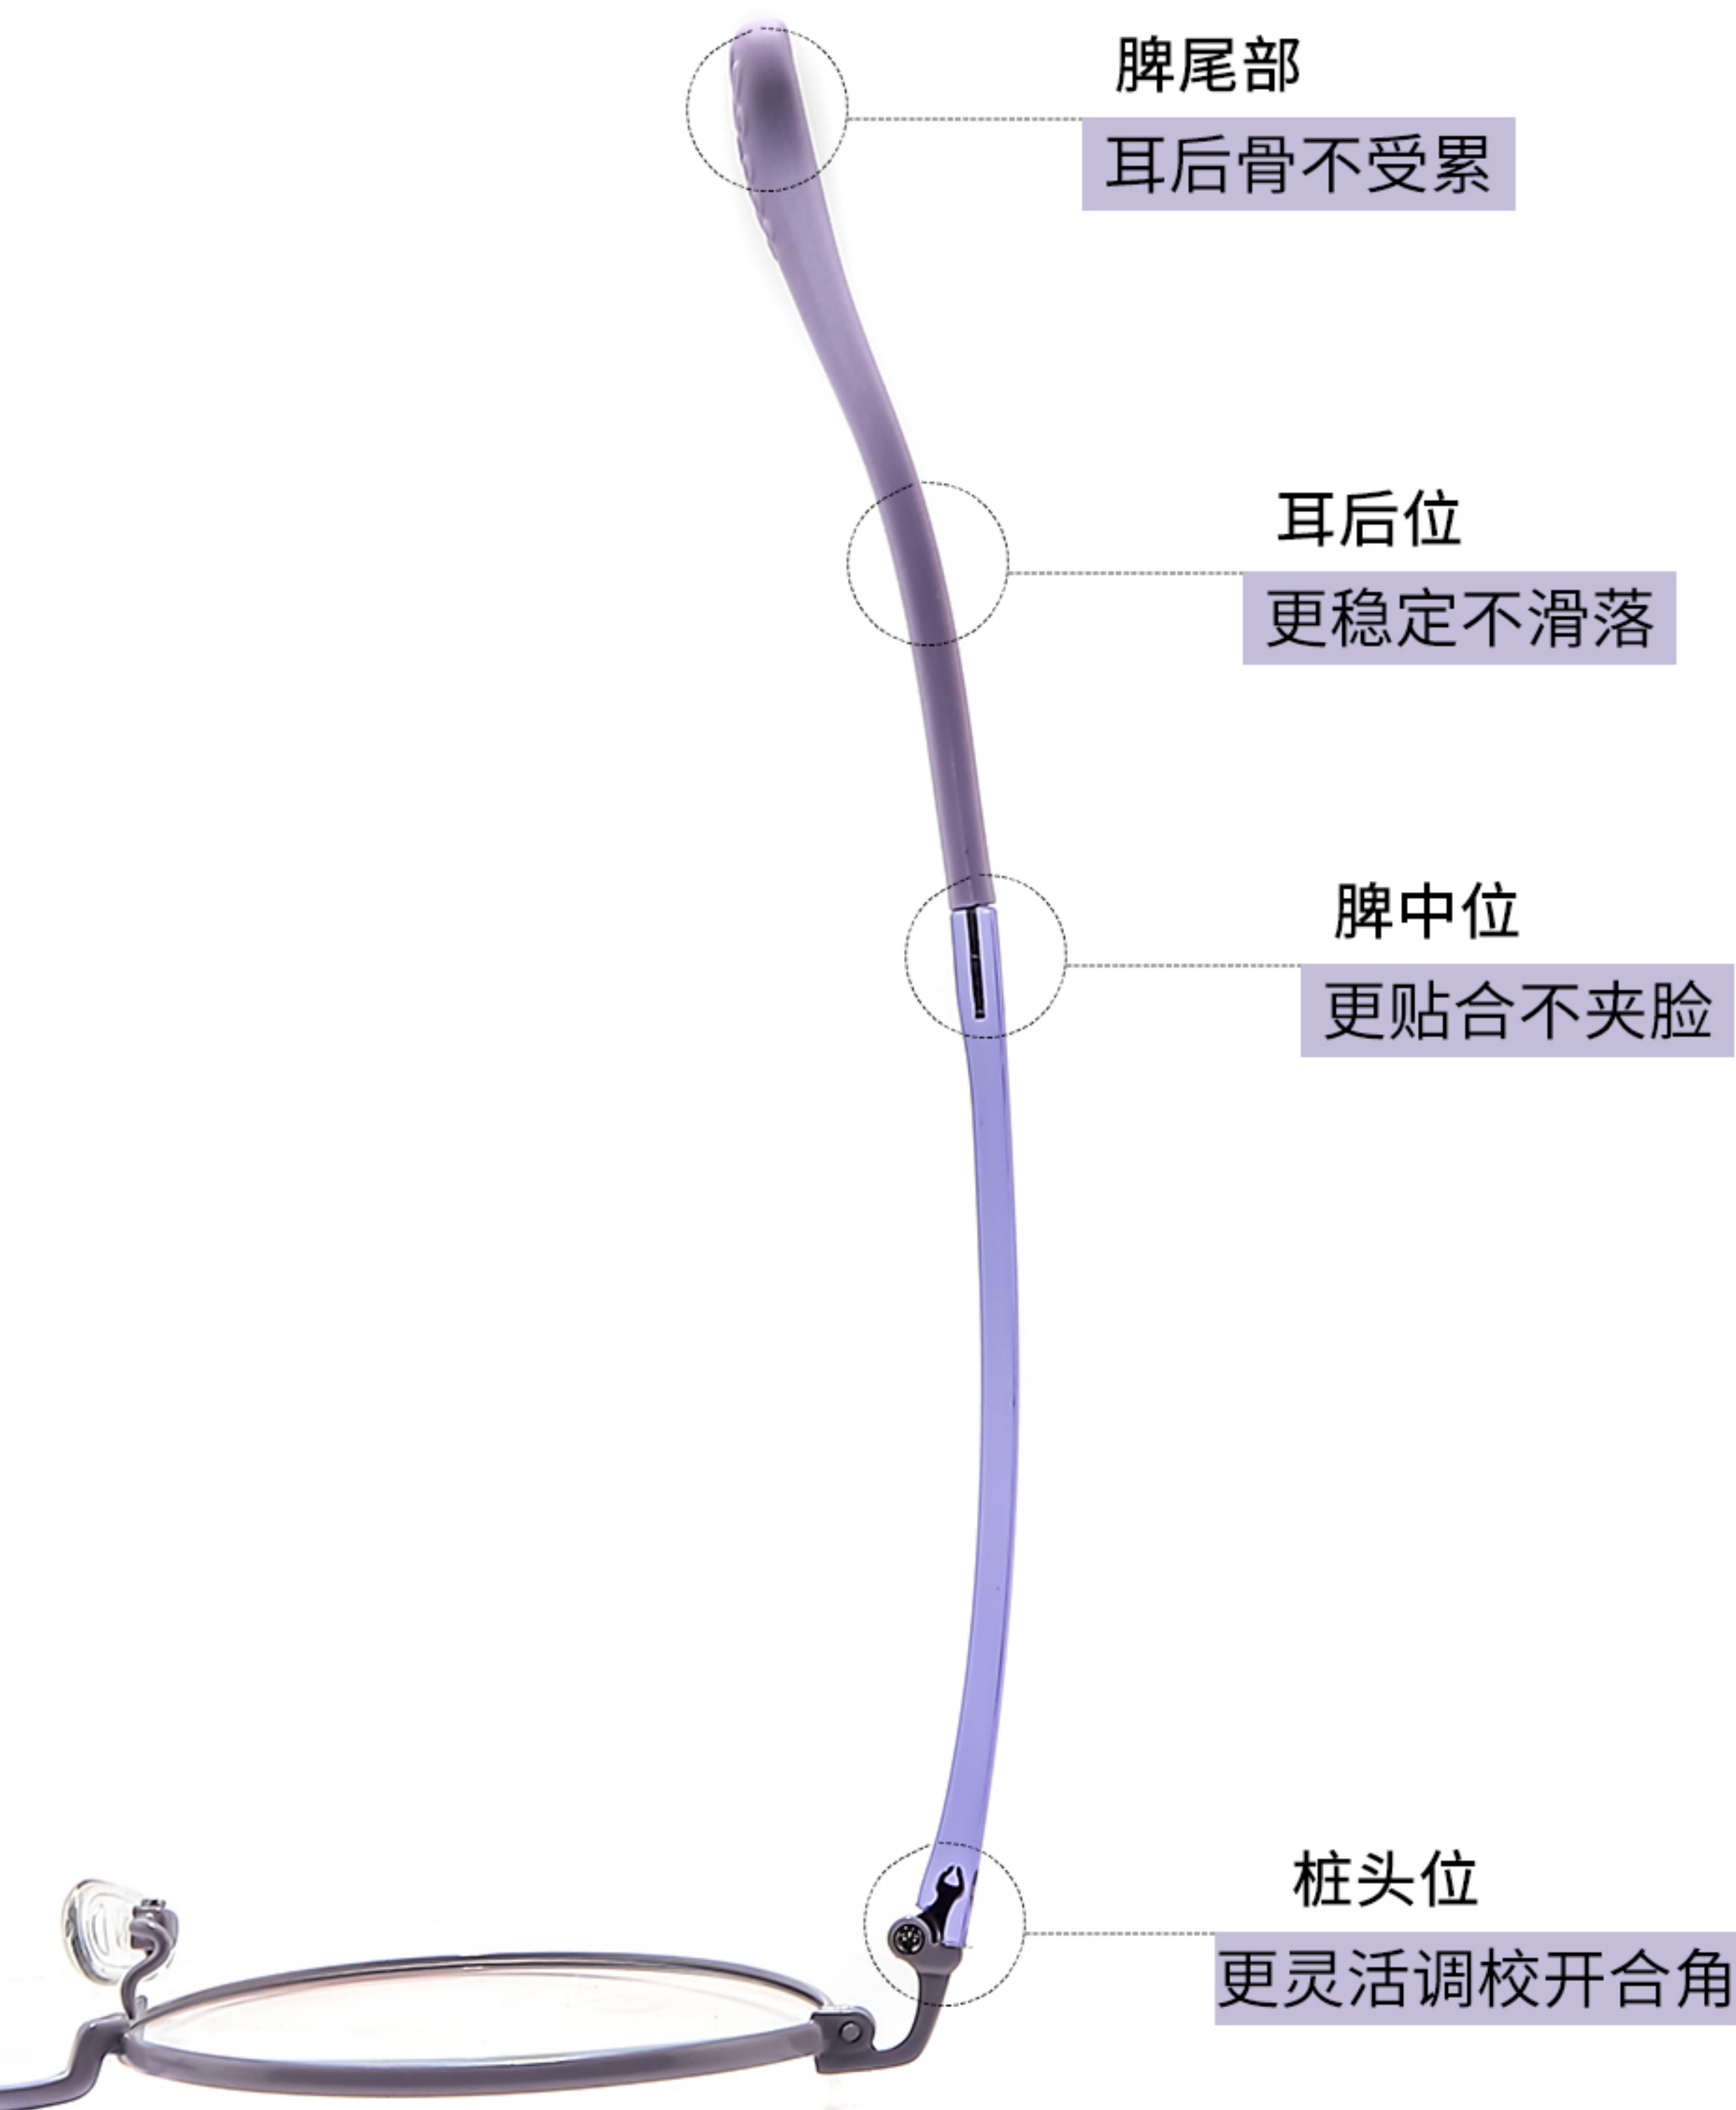 脾尾部
耳后骨不受累
耳后位
更稳定不滑落
脾中位
更贴合不夹脸
桩头位
更灵活调校开合角